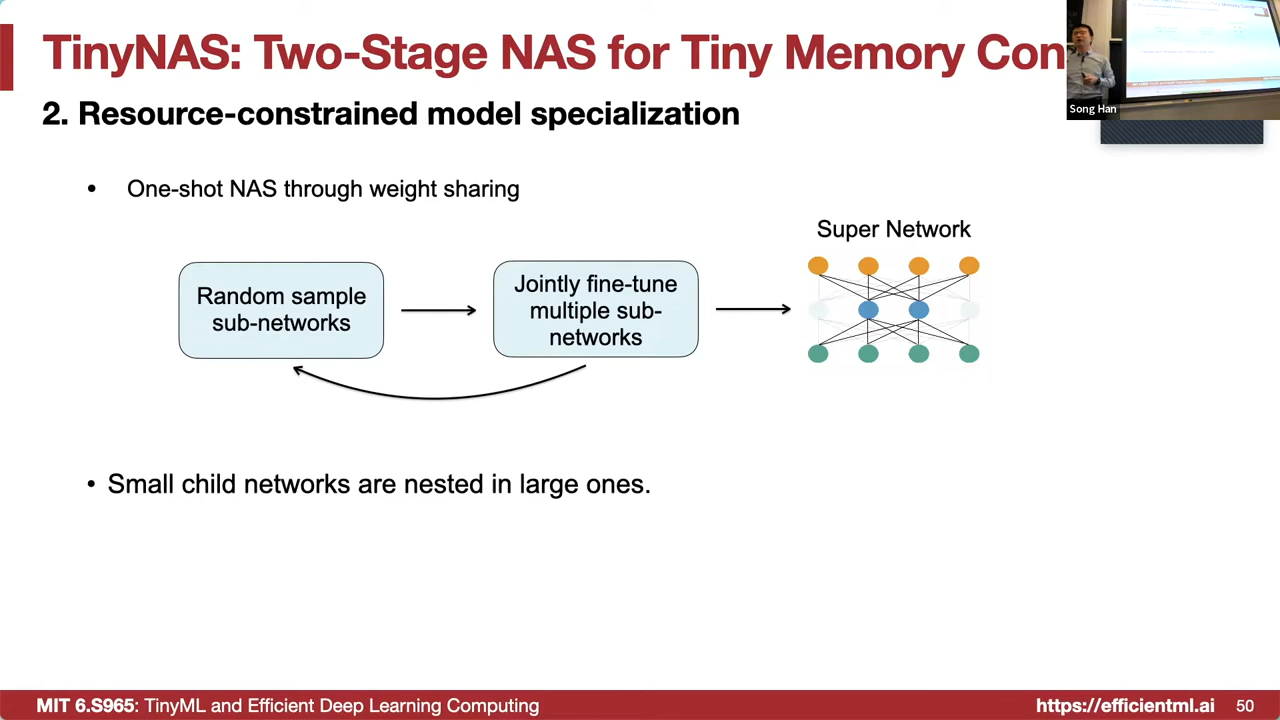 TinyNAS: Two-Stage NAS for Tiny Memory Con
2. Resource-constrained model specialization
Song Han
• One-shot NAS through weight sharing
Super Network
Random sample
sub-networks
Jointly fine-tune
multiple sub-
networks
• Small child networks are nested in large ones.
MIT 6.S965: TinyML and Efficient Deep Learning Computing
https://efficientml.ai 50